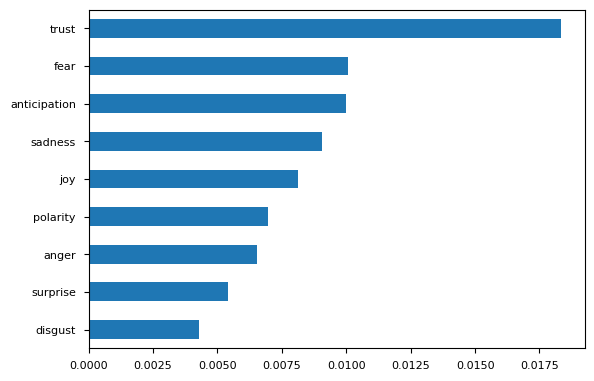 trust
fear
anticipation
sadness
joy
polarity
anger
surprise
disgust
0.0000 0.0025 0.0050 0.0075 0.0100 0.0125 0.0150 0.0175